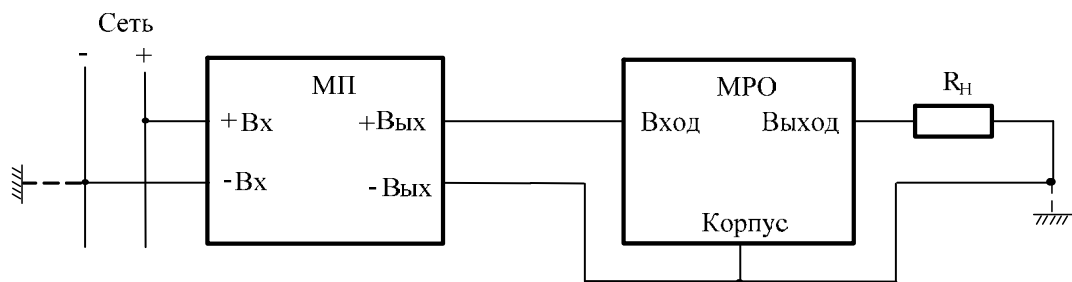 Сеть
- +
МП
МРО
RН
+Вх
+Вых
Вход
Выход
-Вх
-Вых
Корпус